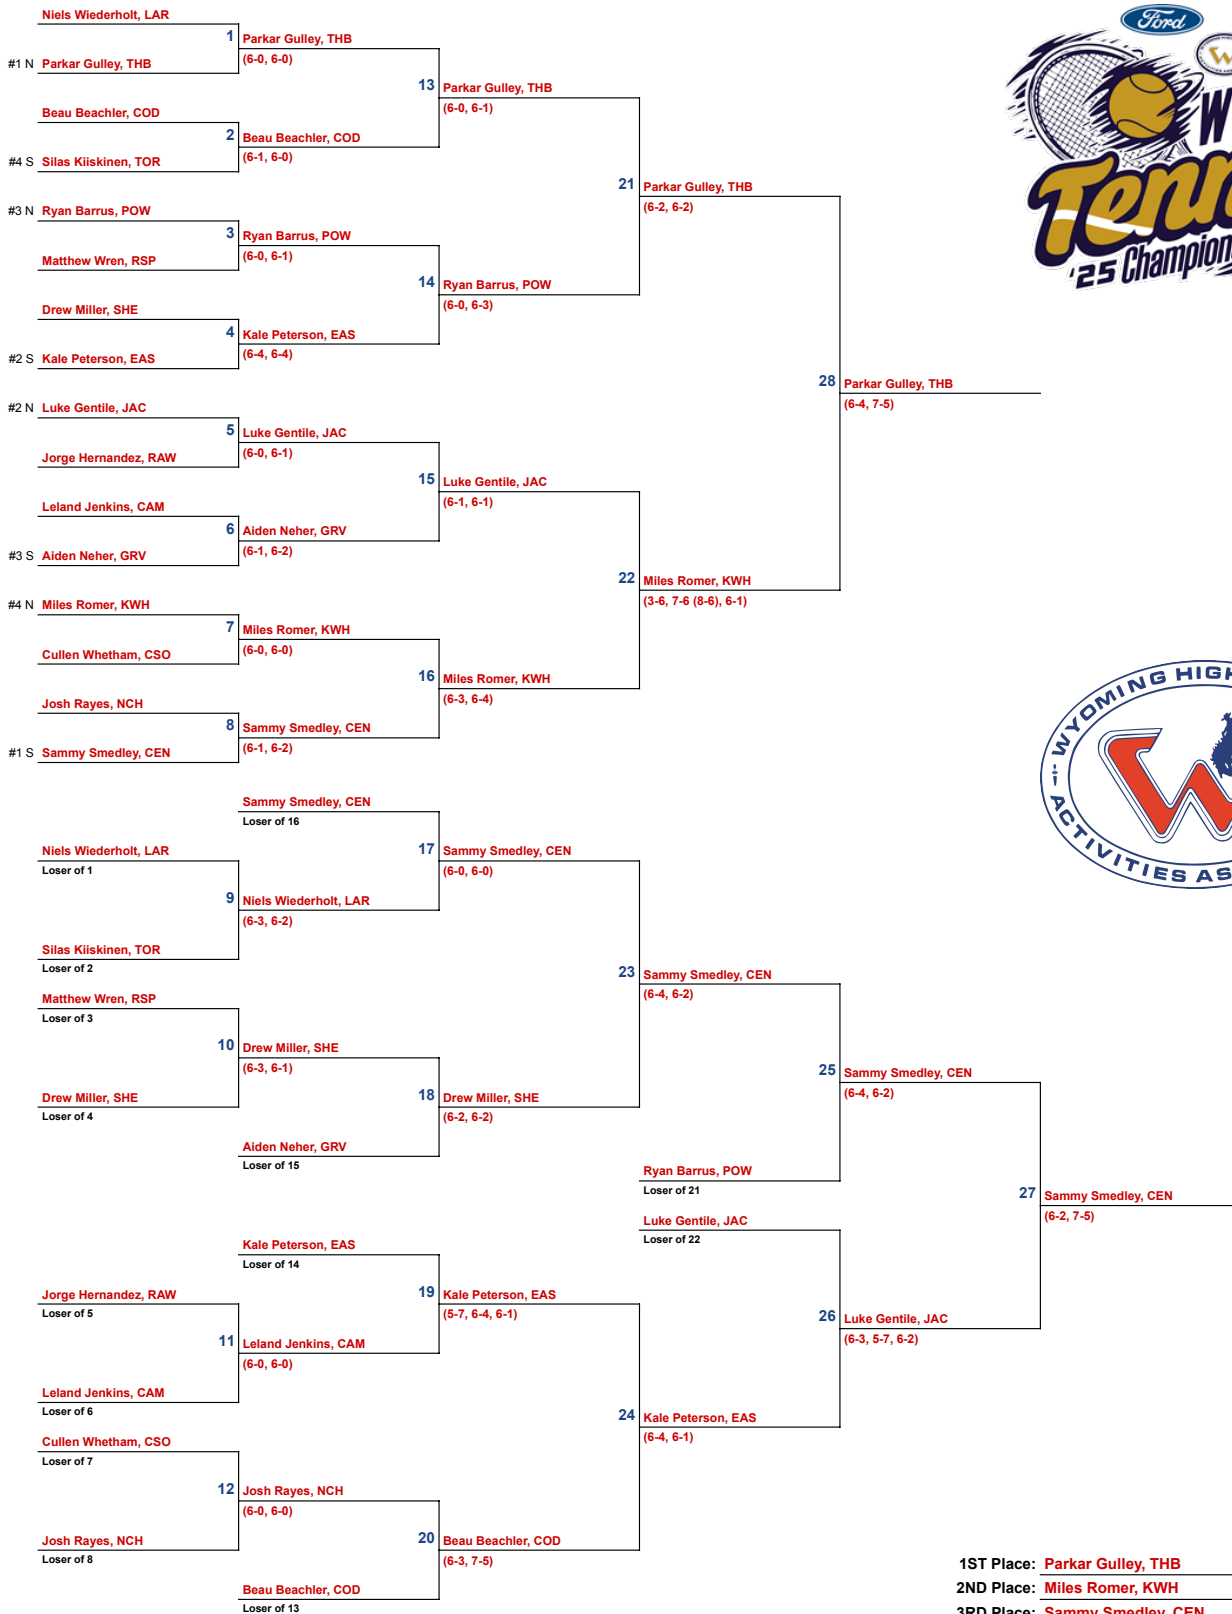 Niels Wiederholt, LAR
1
Parkar Gulley, THB
(6-0, 6-0)
#1 N Parkar Gulley, THB
13
Parkar Gulley, THB
(6-0, 6-1)
Beau Beachler, COD
2
Beau Beachler, COD
(6-1, 6-0)
#4 S Silas Kiiskinen, TOR
21
Parkar Gulley, THB
(6-2, 6-2)
#3 N Ryan Barrus, POW
3
Ryan Barrus, POW
(6-0, 6-1)
Matthew Wren, RSP
14
Ryan Barrus, POW
(6-0, 6-3)
Drew Miller, SHE
4
Kale Peterson, EAS
(6-4, 6-4)
#2 S Kale Peterson, EAS
28
Parkar Gulley, THB
(6-4, 7-5)
#2 N Luke Gentile, JAC
5
Luke Gentile, JAC
(6-0, 6-1)
Jorge Hernandez, RAW
15
Luke Gentile, JAC
(6-1, 6-1)
Leland Jenkins, CAM
6
Aiden Neher, GRV
(6-1, 6-2)
#3 S Aiden Neher, GRV
22
Miles Romer, KWH
(3-6, 7-6 (8-6), 6-1)
#4 N Miles Romer, KWH
7
Miles Romer, KWH
(6-0, 6-0)
Cullen Whetham, CSO
16
Miles Romer, KWH
(6-3, 6-4)
Josh Rayes, NCH
8
Sammy Smedley, CEN
(6-1, 6-2)
#1 S Sammy Smedley, CEN
Sammy Smedley, CEN
Loser of 16
17
Sammy Smedley, CEN
(6-0, 6-0)
Niels Wiederholt, LAR
Loser of 1
9
Niels Wiederholt, LAR
(6-3, 6-2)
Silas Kiiskinen, TOR
Loser of 2
23
Sammy Smedley, CEN
(6-4, 6-2)
Matthew Wren, RSP
Loser of 3
10
Drew Miller, SHE
(6-3, 6-1)
18
Drew Miller, SHE
(6-2, 6-2)
Drew Miller, SHE
Loser of 4
Aiden Neher, GRV
Loser of 15
25
Sammy Smedley, CEN
(6-4, 6-2)
Ryan Barrus, POW
Loser of 21
27
Sammy Smedley, CEN
(6-2, 7-5)
Luke Gentile, JAC
Loser of 22
Kale Peterson, EAS
Loser of 14
19
Kale Peterson, EAS
(5-7, 6-4, 6-1)
Jorge Hernandez, RAW
Loser of 5
11
Leland Jenkins, CAM
(6-0, 6-0)
26
Luke Gentile, JAC
(6-3, 5-7, 6-2)
Leland Jenkins, CAM
Loser of 6
24
Kale Peterson, EAS
(6-4, 6-1)
Cullen Whetham, CSO
Loser of 7
12
Josh Rayes, NCH
(6-0, 6-0)
20
Beau Beachler, COD
(6-3, 7-5)
Josh Rayes, NCH
Loser of 8
Beau Beachler, COD
Loser of 13
Ford
W
Tenn
'25 Champion
WYOMING HIGH
W
ACTIVITIES AS
1ST Place: Parkar Gulley, THB
2ND Place: Miles Romer, KWH
3RD Place: Sammy Smedley, CEN